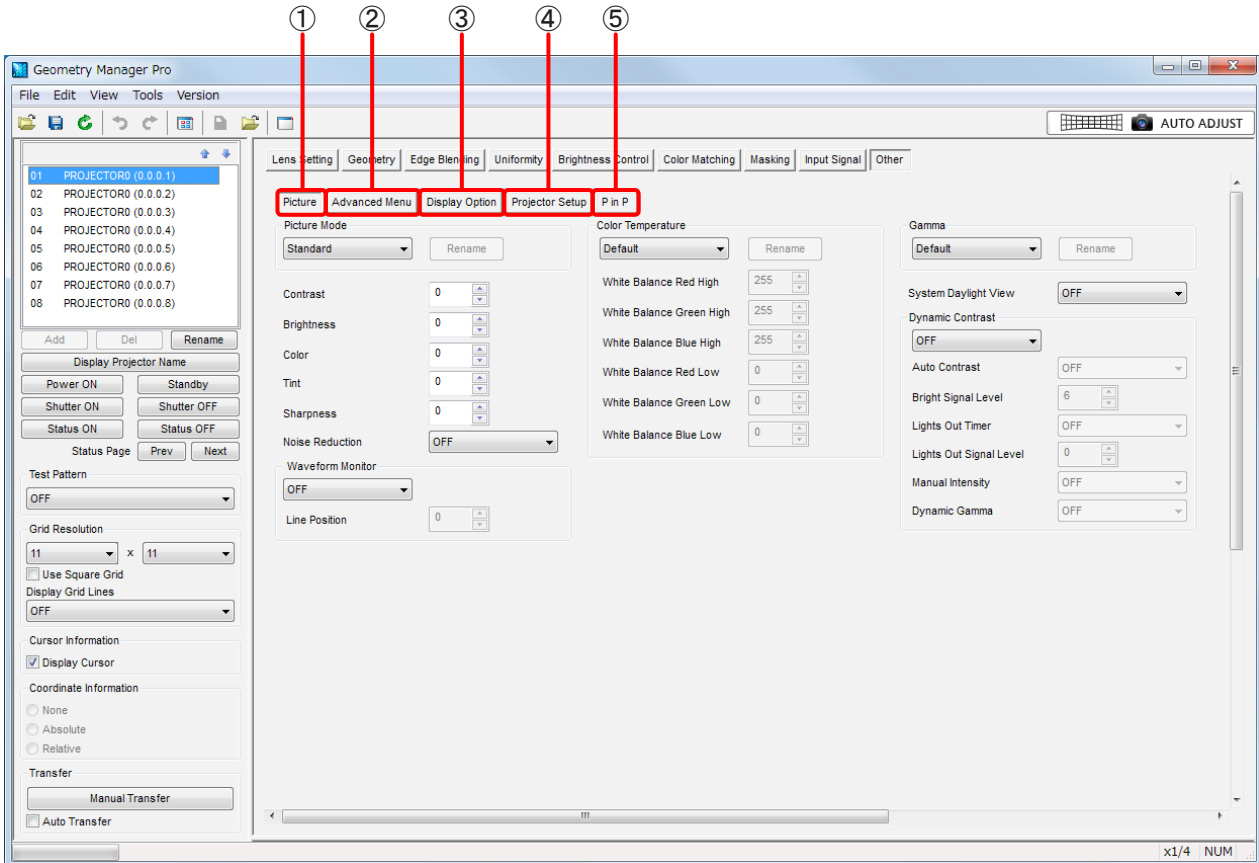 ① ② ③ ④ ⑤
Geometry Manager Pro
File Edit View Tools Version
AUTO ADJUST
01 PROJECTOR0 (0.0.0.1)
02 PROJECTOR0 (0.0.0.2)
03 PROJECTOR0 (0.0.0.3)
04 PROJECTOR0 (0.0.0.4)
05 PROJECTOR0 (0.0.0.5)
06 PROJECTOR0 (0.0.0.6)
07 PROJECTOR0 (0.0.0.7)
08 PROJECTOR0 (0.0.0.8)
Add Del Rename
Display Projector Name
Power ON Standby
Shutter ON Shutter OFF
Status ON Status OFF
Status Page Prev Next
Test Pattern
OFF
Grid Resolution
11 x 11
Use Square Grid
Display Grid Lines
OFF
Cursor Information
Display Cursor
Coordinate Information
None
Absolute
Relative
Transfer
Manual Transfer
Auto Transfer
Lens Setting Geometry Edge Blending Uniformity Brightness Control Color Matching Masking Input Signal Other
Picture Advanced Menu Display Option Projector Setup P in P
Picture Mode
Standard Rename
Contrast 0
Brightness 0
Color 0
Tint 0
Sharpness 0
Noise Reduction OFF
Waveform Monitor
OFF
Line Position 0
Color Temperature
Default Rename
White Balance Red High 255
White Balance Green High 255
White Balance Blue High 255
White Balance Red Low 0
White Balance Green Low 0
White Balance Blue Low 0
Gamma
Default Rename
System Daylight View OFF
Dynamic Contrast
OFF
Auto Contrast OFF
Bright Signal Level 6
Lights Out Timer OFF
Lights Out Signal Level 0
Manual Intensity OFF
Dynamic Gamma OFF
x1/4 NUM